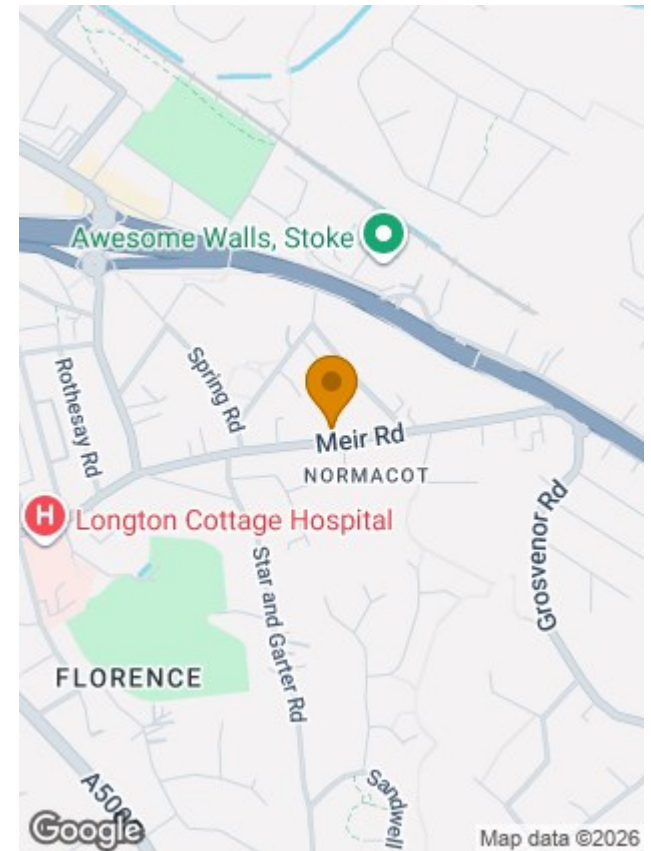 Awesome Walls, Stoke
Spring Rd
Rothesay Rd
Meir Rd
NORMACOT
H
Longton Cottage Hospital
Grosvenor Rd
Star and Garter Rd
FLORENCE
Sandwell
Google
Map data ©2026